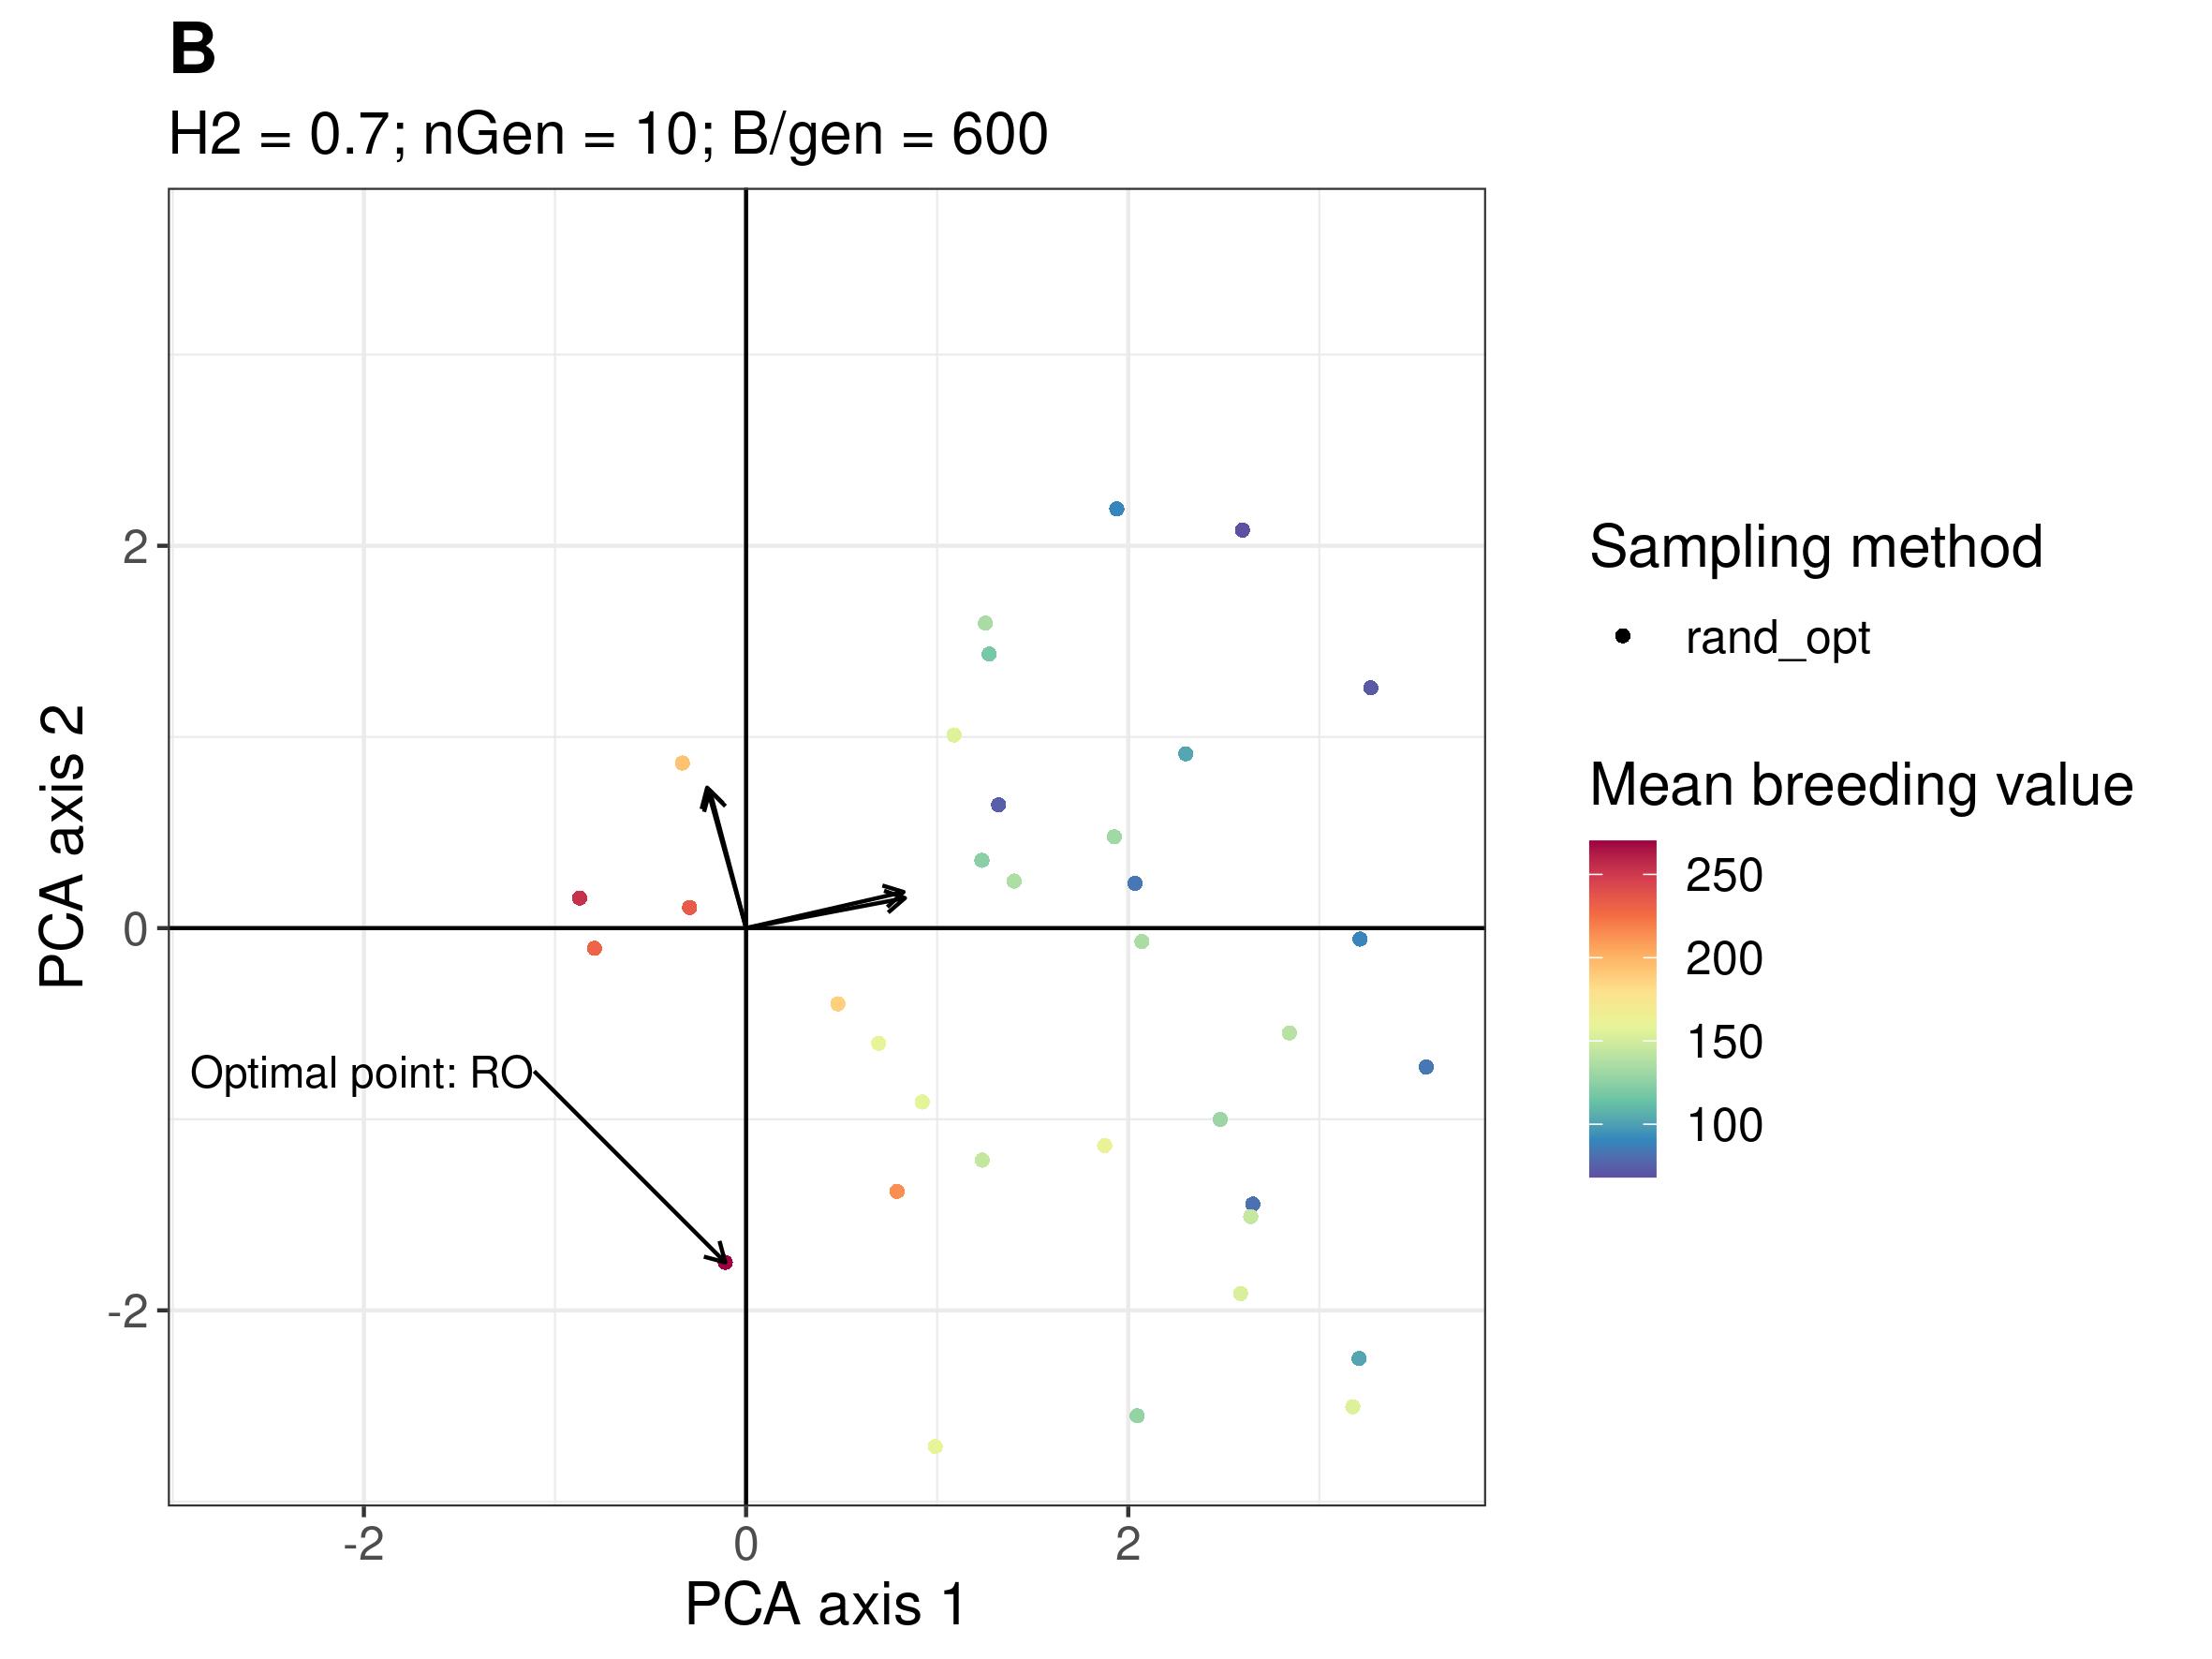 B
H2 = 0.7; nGen = 10; B/gen = 600
PCA axis 2
2
0
-2
Optimal point: RO
-2
0
2
PCA axis 1
Sampling method
rand_opt
Mean breeding value
250
200
150
100